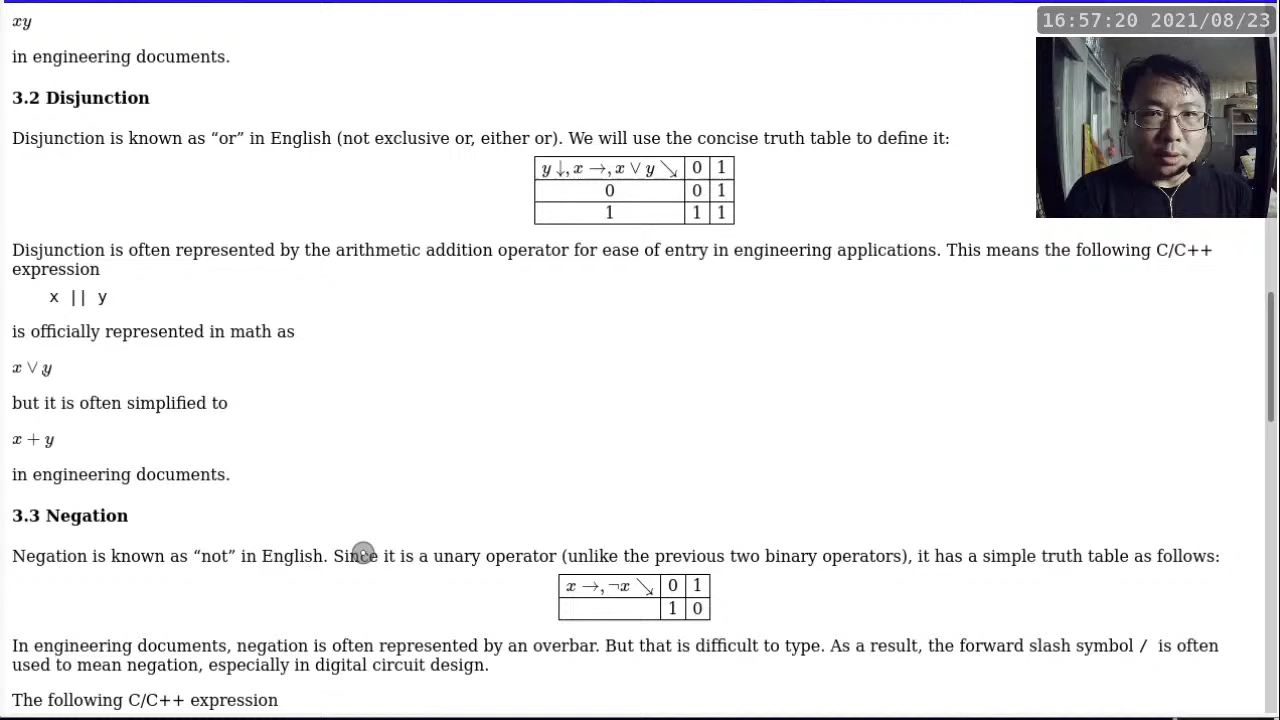 xy
16:57:20 2021/08/23
in engineering documents.
3.2 Disjunction
Disjunction is known as “or” in English (not exclusive or, either or). We will use the concise truth table to define it:
y ↓, x →, x ∨ y ↘ 0 1
0 0 1
1 1 1
Disjunction is often represented by the arithmetic addition operator for ease of entry in engineering applications. This means the following C/C++
expression
x || y
is officially represented in math as
x ∨ y
but it is often simplified to
x + y
in engineering documents.
3.3 Negation
Negation is known as “not” in English. Since it is a unary operator (unlike the previous two binary operators), it has a simple truth table as follows:
x →, ¬x ↘ 0 1
1 0
In engineering documents, negation is often represented by an overbar. But that is difficult to type. As a result, the forward slash symbol / is often
used to mean negation, especially in digital circuit design.
The following C/C++ expression